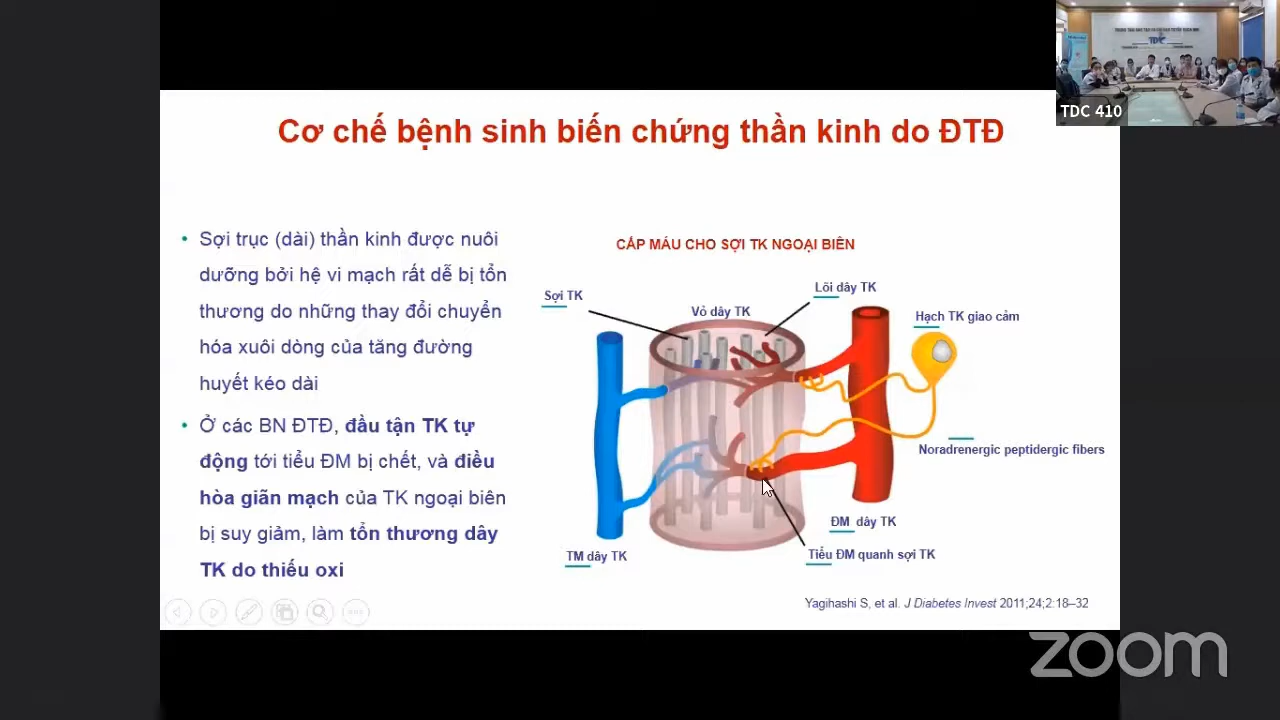 TDC
TDC 410
Cơ chế bệnh sinh biến chứng thần kinh do ĐTĐ
• Sợi trục (dài) thần kinh được nuôi
dưỡng bởi hệ vi mạch rất dễ bị tổn
thương do những thay đổi chuyển
hóa xuôi dòng của tăng đường
huyết kéo dài
• Ở các BN ĐTĐ, đầu tận TK tự
động tới tiểu ĐM bị chết, và điều
hòa giãn mạch của TK ngoại biên
bị suy giảm, làm tổn thương dây
TK do thiếu oxi
CẤP MÁU CHO SỢI TK NGOẠI BIÊN
Sợi TK
Vỏ dây TK
Lõi dây TK
Hạch TK giao cảm
Noradrenergic peptidergic fibers
ĐM dây TK
TM dây TK
Tiểu ĐM quanh sợi TK
Yagihashi S, et al. J Diabetes Invest 2011;24;2:18–32
zoom